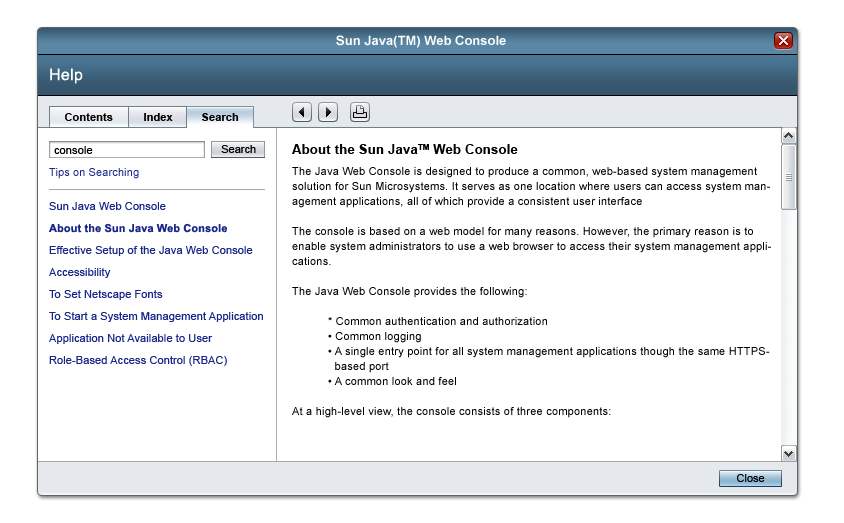 Sun Java(TM) Web Console
Help
Contents
Index
Search
console
Search
Tips on Searching
Sun Java Web Console
About the Sun Java Web Console
Effective Setup of the Java Web Console
Accessibility
To Set Netscape Fonts
To Start a System Management Application
Application Not Available to User
Role-Based Access Control (RBAC)
About the Sun Java™ Web Console
The Java Web Console is designed to produce a common, web-based system management
solution for Sun Microsystems. It serves as one location where users can access system man-
agement applications, all of which provide a consistent user interface
The console is based on a web model for many reasons. However, the primary reason is to
enable system administrators to use a web browser to access their system management appli-
cations.
The Java Web Console provides the following:
* Common authentication and authorization
• Common logging
• A single entry point for all system management applications though the same HTTPS-
based port
• A common look and feel
At a high-level view, the console consists of three components:
Close